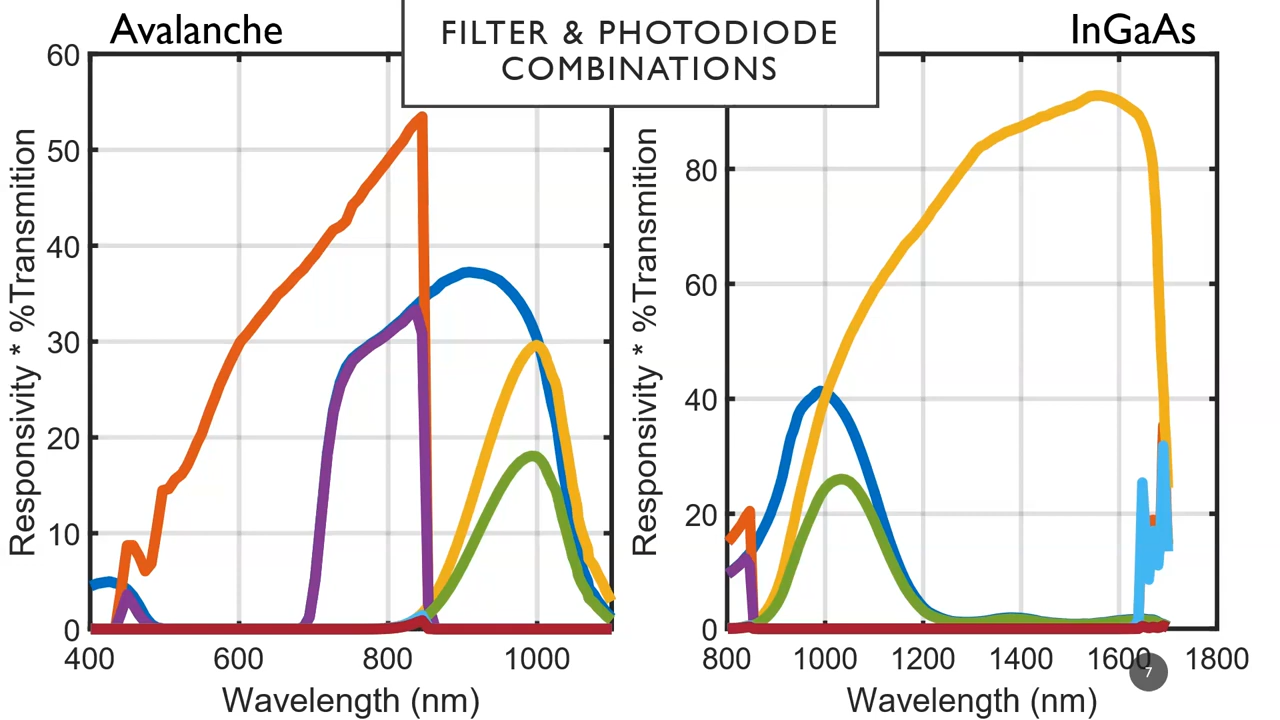 FILTER & PHOTODIODE
COMBINATIONS
Avalanche
60
50
40
30
20
10
0
Responsivity * %Transmition
400 600 800 1000
Wavelength (nm)
InGaAs
80
60
40
20
0
Responsivity * %Transmition
800 1000 1200 1400 1600 1800
Wavelength (nm)
7